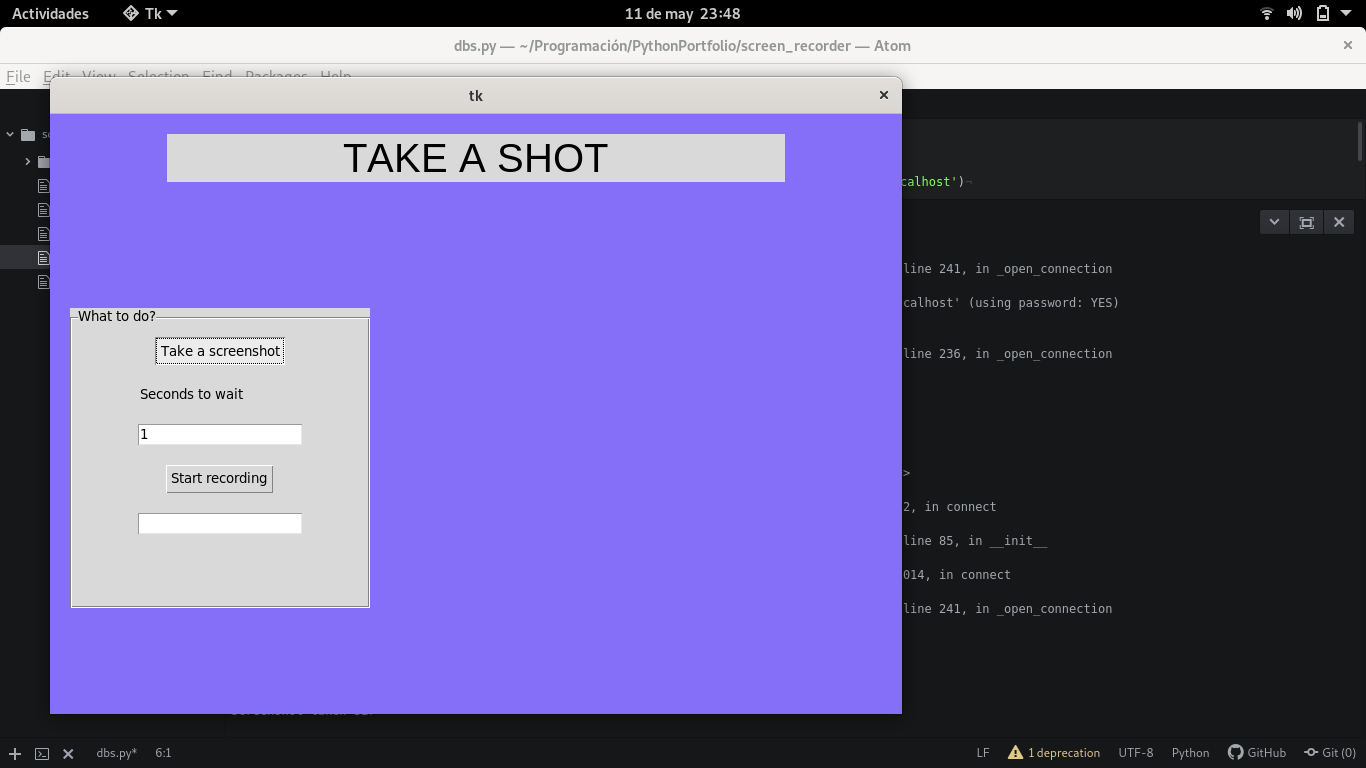 Actividades Tk 11 de may 23:48
dbs.py — ~/Programación/PythonPortfolio/screen_recorder — Atom
File Edit View Selection Find Packages Help
tk
TAKE A SHOT
calhost')
line 241, in _open_connection
calhost' (using password: YES)
What to do?
Take a screenshot
line 236, in _open_connection
Seconds to wait
1
>
Start recording
2, in connect
line 85, in __init__
014, in connect
line 241, in _open_connection
dbs.py* 6:1 LF 1 deprecation UTF-8 Python GitHub Git (0)